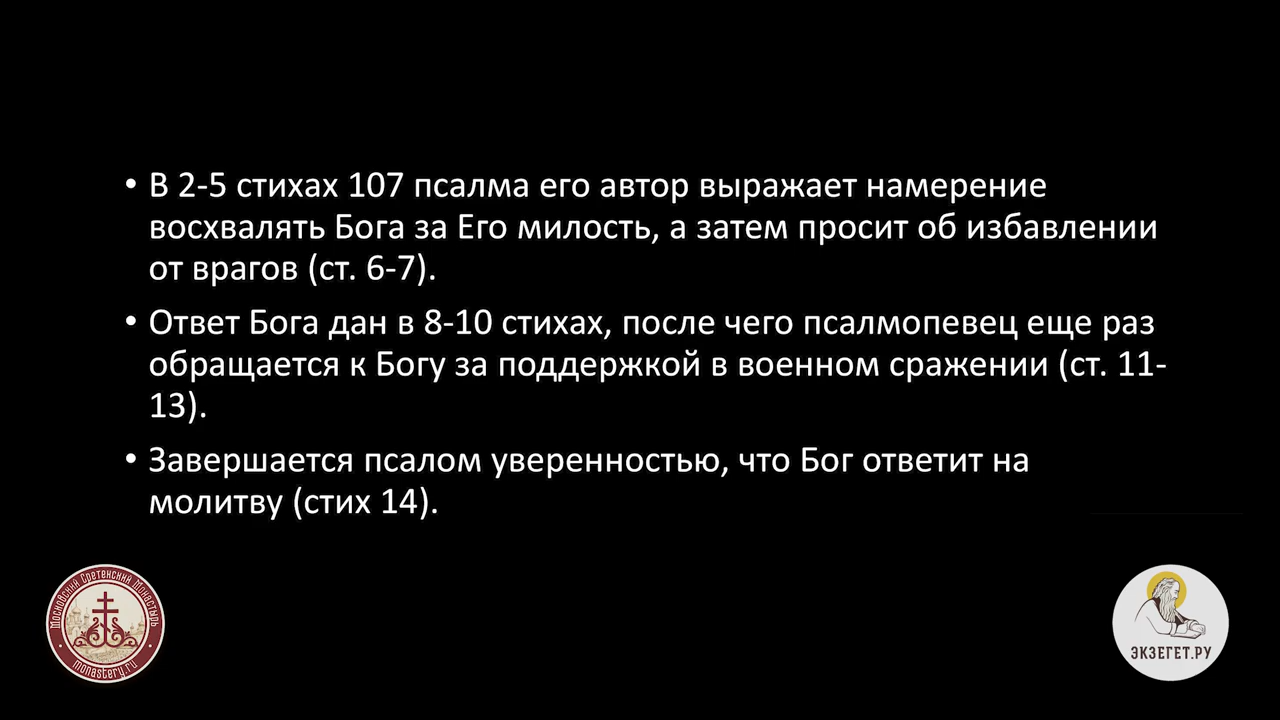 • В 2-5 стихах 107 псалма его автор выражает намерение
восхвалять Бога за Его милость, а затем просит об избавлении
от врагов (ст. 6-7).
• Ответ Бога дан в 8-10 стихах, после чего псалмопевец еще раз
обращается к Богу за поддержкой в военном сражении (ст. 11-
13).
• Завершается псалом уверенностью, что Бог ответит на
молитву (стих 14).
Московский Сретенский Монастырь
monastery.ru
ЭКЗЕГЕТ.РУ